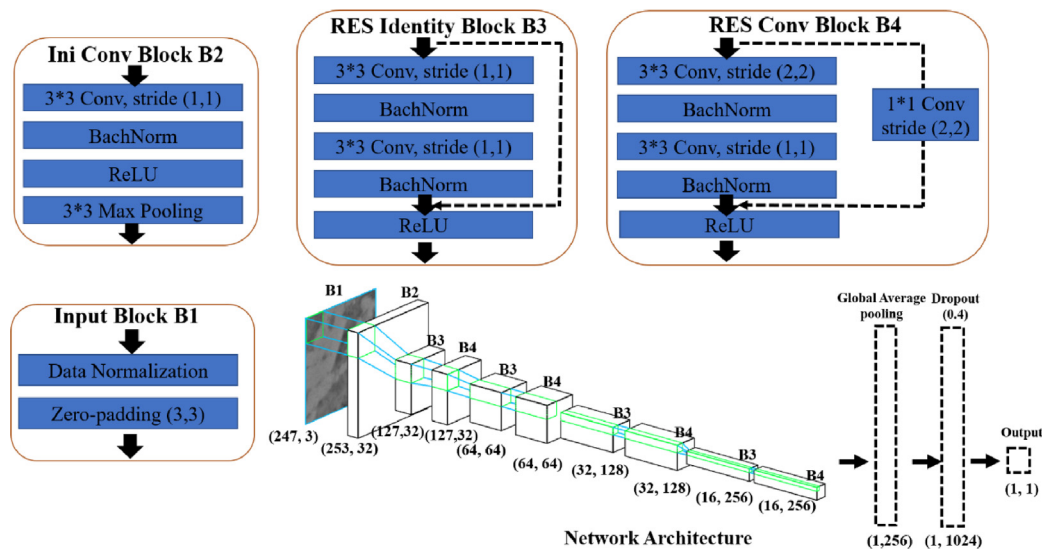 Ini Conv Block B2
3*3 Conv, stride (1,1)
BachNorm
ReLU
3*3 Max Pooling
RES Identity Block B3
3*3 Conv, stride (1,1)
BachNorm
3*3 Conv, stride (1,1)
BachNorm
ReLU
RES Conv Block B4
3*3 Conv, stride (2,2)
BachNorm
3*3 Conv, stride (1,1)
BachNorm
ReLU
1*1 Conv
stride (2,2)
Input Block B1
Data Normalization
Zero-padding (3,3)
B1
B2
B3
B4
B3
B4
B3
B4
B3
B4
(247, 3)
(253, 32)
(127,32)
(127,32)
(64, 64)
(64, 64)
(32, 128)
(32, 128)
(16, 256)
(16, 256)
Global Average
pooling
(1,256)
Dropout
(0.4)
(1, 1024)
Output
(1, 1)
Network Architecture